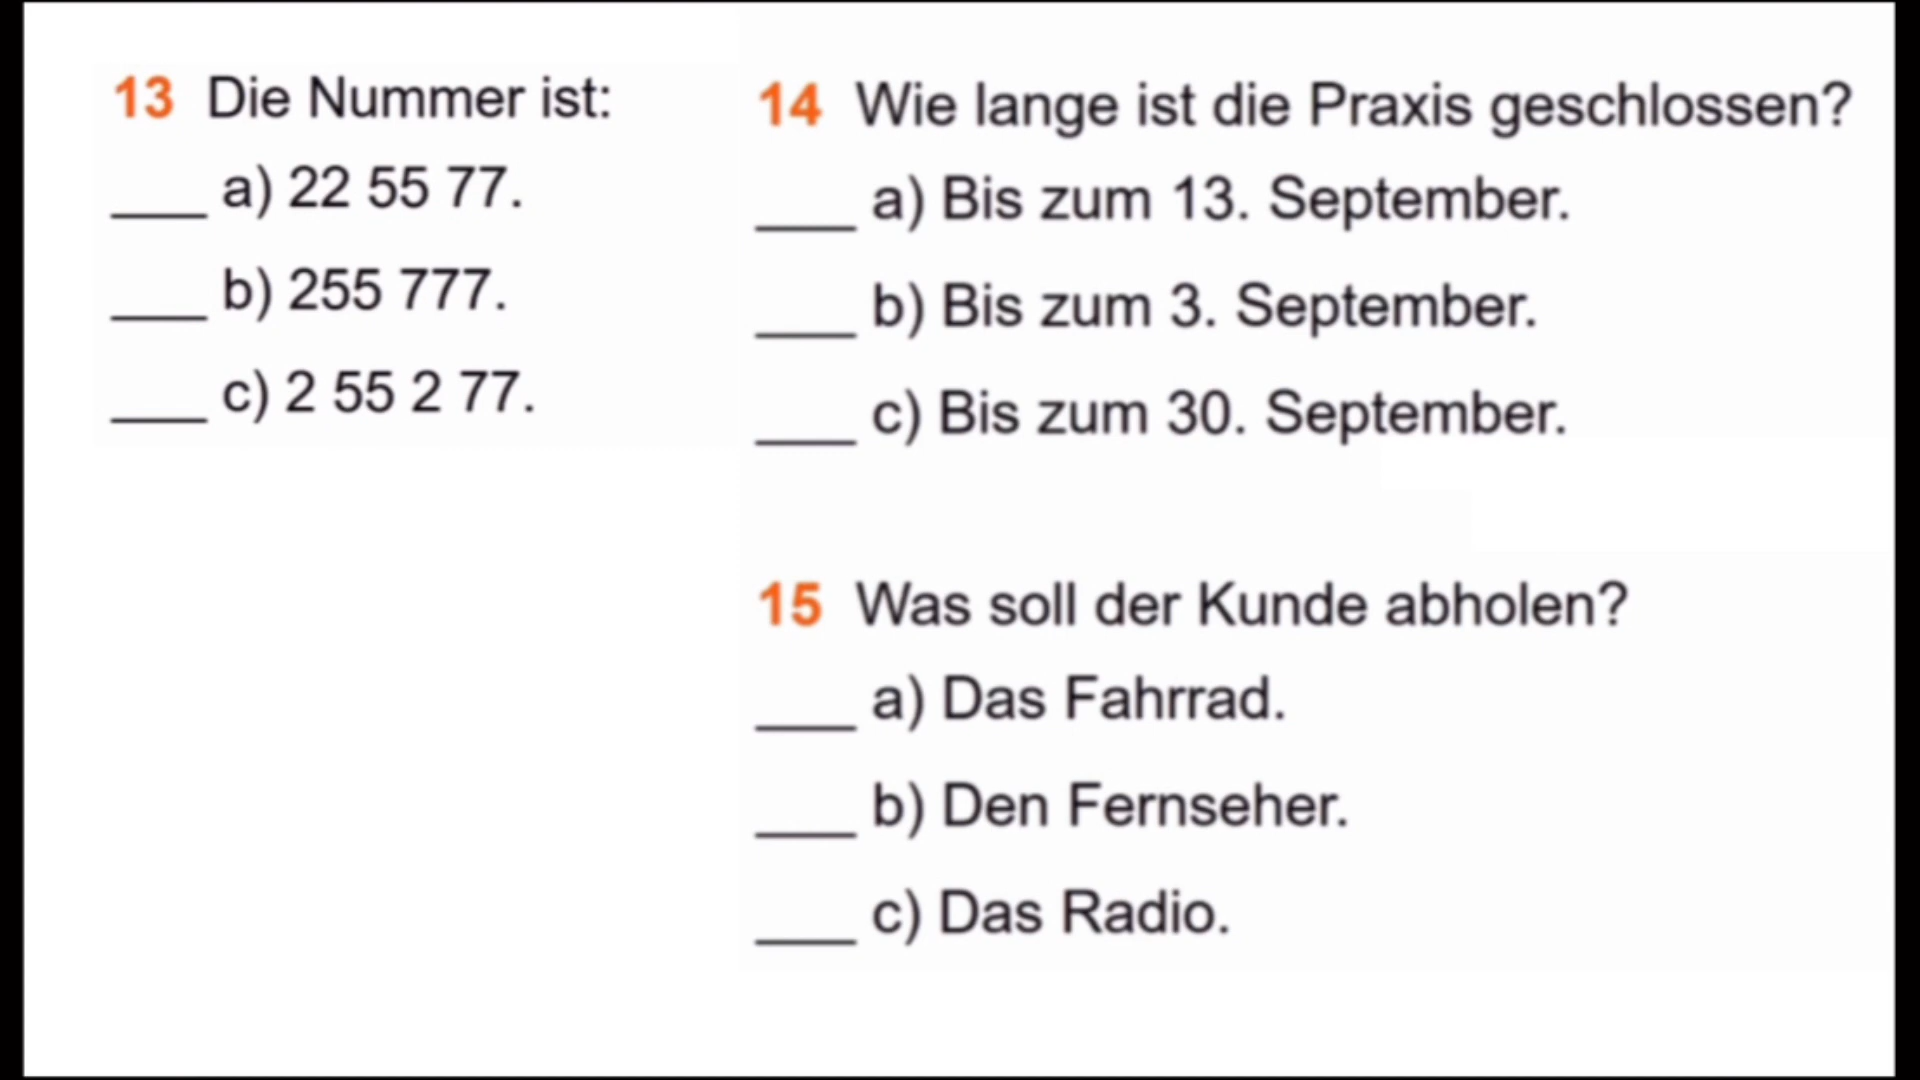 13 Die Nummer ist:
___ a) 22 55 77.
___ b) 255 777.
___ c) 2 55 2 77.
14 Wie lange ist die Praxis geschlossen?
___ a) Bis zum 13. September.
___ b) Bis zum 3. September.
___ c) Bis zum 30. September.
15 Was soll der Kunde abholen?
___ a) Das Fahrrad.
___ b) Den Fernseher.
___ c) Das Radio.